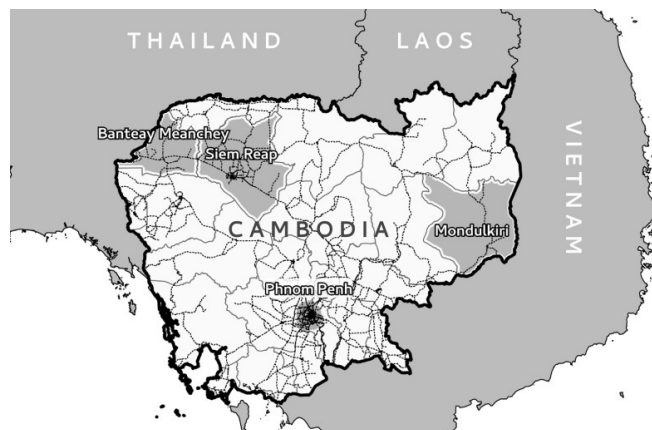 THAILAND
LAOS
Banteay Meanchey
Siem Reap
VIETNAM
CAMBODIA
Mondulkiri
Phnom Penh